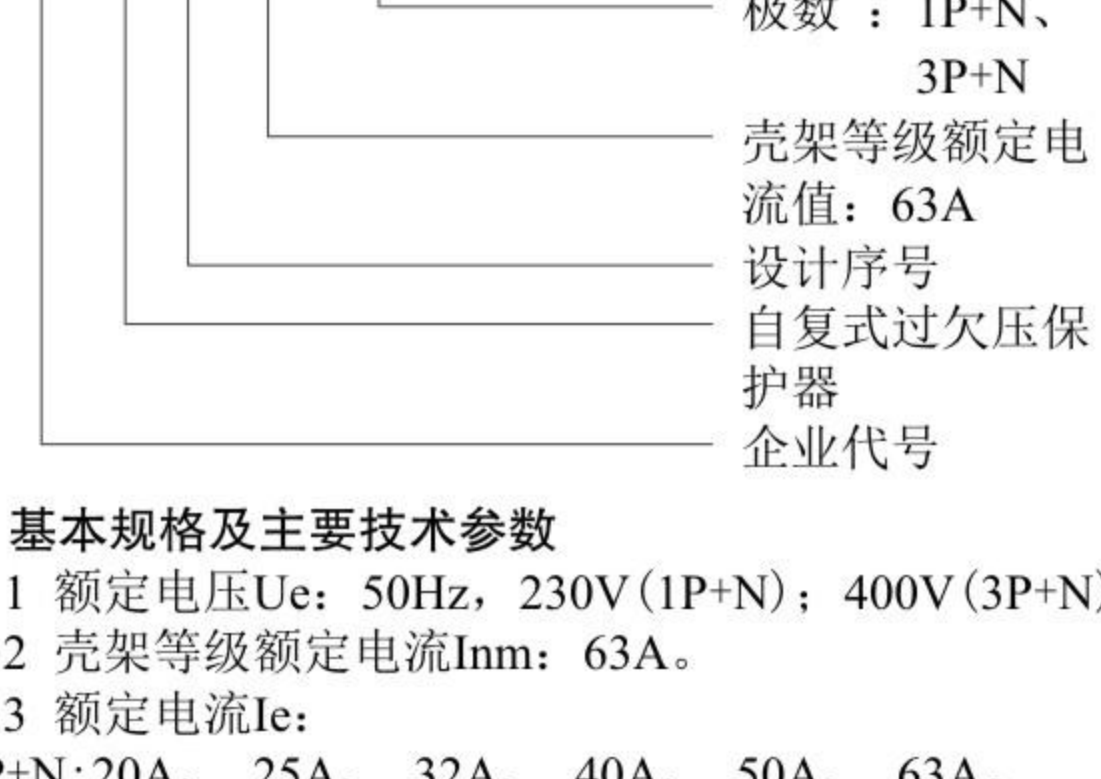 极数 ：1P+N、
3P+N
壳架等级额定电
流值：63A
设计序号
自复式过欠压保
护器
企业代号
基本规格及主要技术参数
1 额定电压Ue：50Hz，230V(1P+N)；400V(3P+N)
2 壳架等级额定电流Inm：63A。
3 额定电流Ie：
P+N:20A、 25A、 32A、 40A、 50A、 63A、